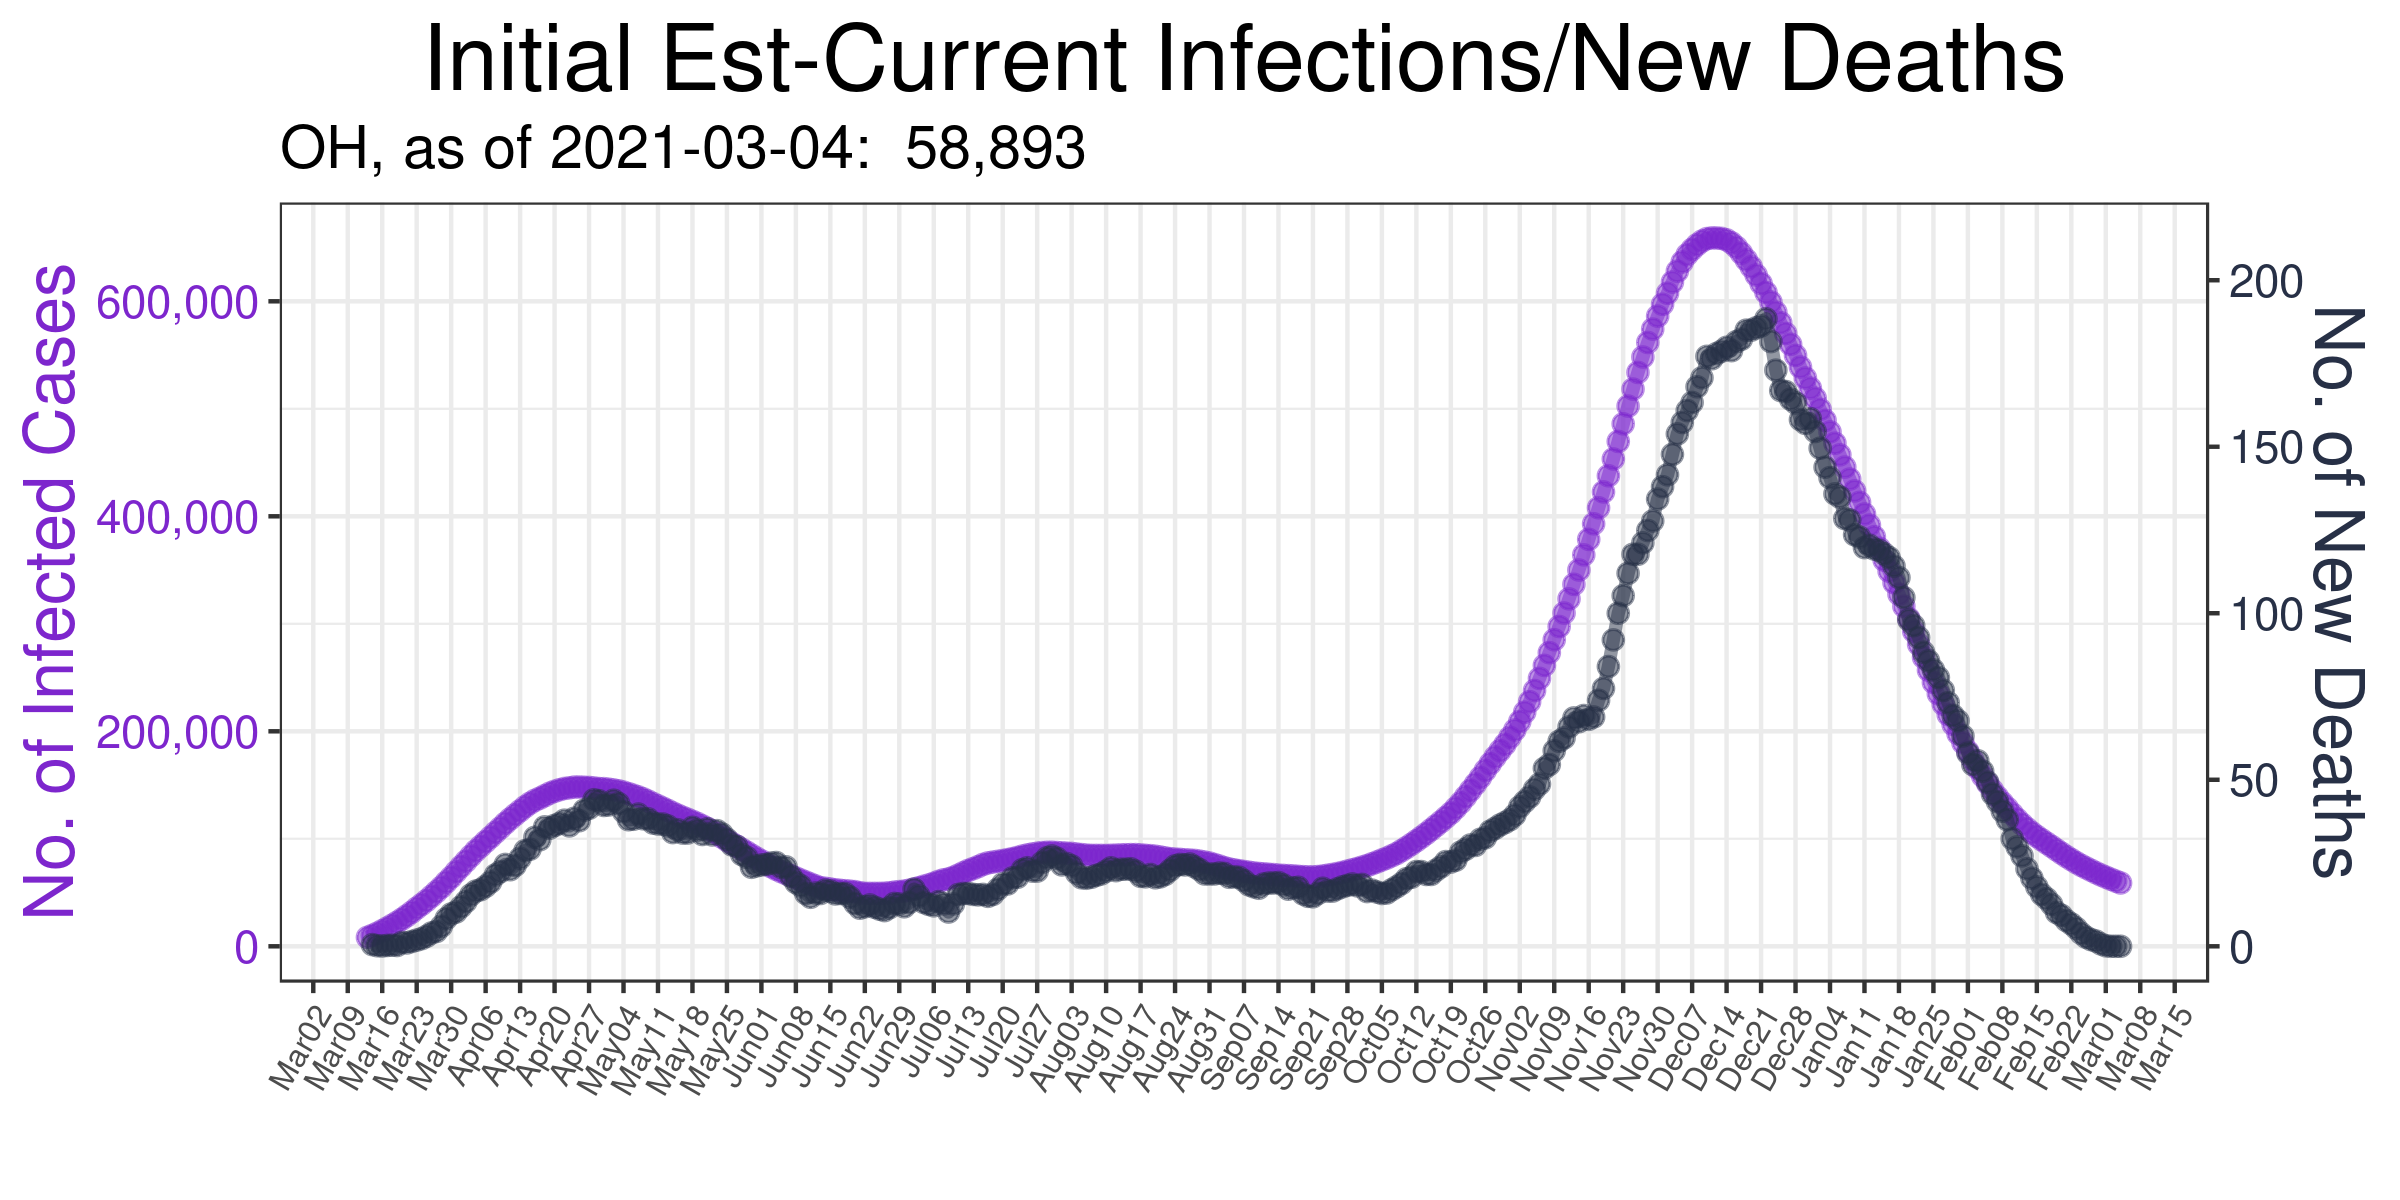 Initial Est-Current Infections/New Deaths
OH, as of 2021-03-04:  58,893
No. of Infected Cases
600,000
400,000
200,000
0
200
150
100
50
0
No. of New Deaths
Mar02
Mar09
Mar16
Mar23
Mar30
Apr06
Apr13
Apr20
Apr27
May04
May11
May18
May25
Jun01
Jun08
Jun15
Jun22
Jun29
Jul06
Jul13
Jul20
Jul27
Aug03
Aug10
Aug17
Aug24
Aug31
Sep07
Sep14
Sep21
Sep28
Oct05
Oct12
Oct19
Oct26
Nov02
Nov09
Nov16
Nov23
Nov30
Dec07
Dec14
Dec21
Dec28
Jan04
Jan11
Jan18
Jan25
Feb01
Feb08
Feb15
Feb22
Mar01
Mar08
Mar15